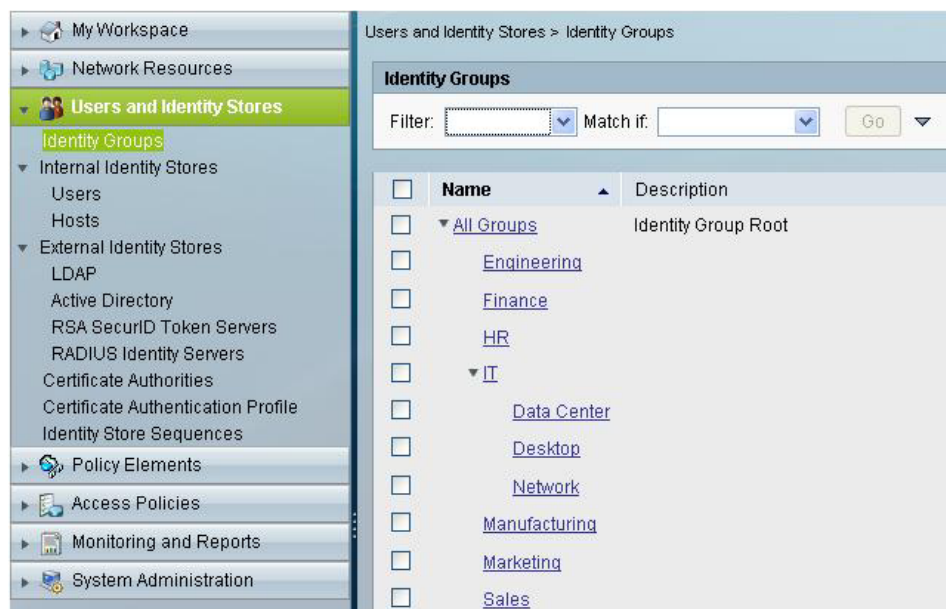 My Workspace
Network Resources
Users and Identity Stores
Identity Groups
Internal Identity Stores
Users
Hosts
External Identity Stores
LDAP
Active Directory
RSA SecurID Token Servers
RADIUS Identity Servers
Certificate Authorities
Certificate Authentication Profile
Identity Store Sequences
Policy Elements
Access Policies
Monitoring and Reports
System Administration
Users and Identity Stores > Identity Groups
Identity Groups
Filter: Match if: Go
Name Description
All Groups Identity Group Root
Engineering
Finance
HR
IT
Data Center
Desktop
Network
Manufacturing
Marketing
Sales